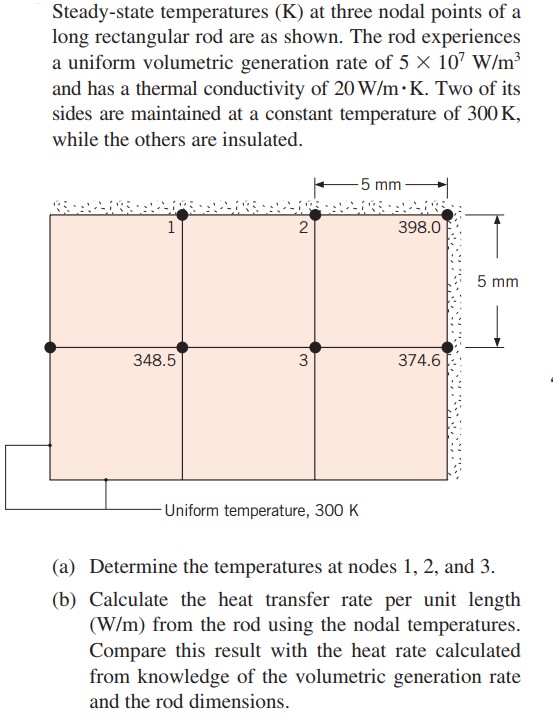 Steady-state temperatures (K) at three nodal points of a
long rectangular rod are as shown. The rod experiences
a uniform volumetric generation rate of 5 × 10⁷ W/m³
and has a thermal conductivity of 20 W/m·K. Two of its
sides are maintained at a constant temperature of 300 K,
while the others are insulated.
5 mm
1
2
398.0
5 mm
348.5
3
374.6
Uniform temperature, 300 K
(a) Determine the temperatures at nodes 1, 2, and 3.
(b) Calculate the heat transfer rate per unit length
(W/m) from the rod using the nodal temperatures.
Compare this result with the heat rate calculated
from knowledge of the volumetric generation rate
and the rod dimensions.